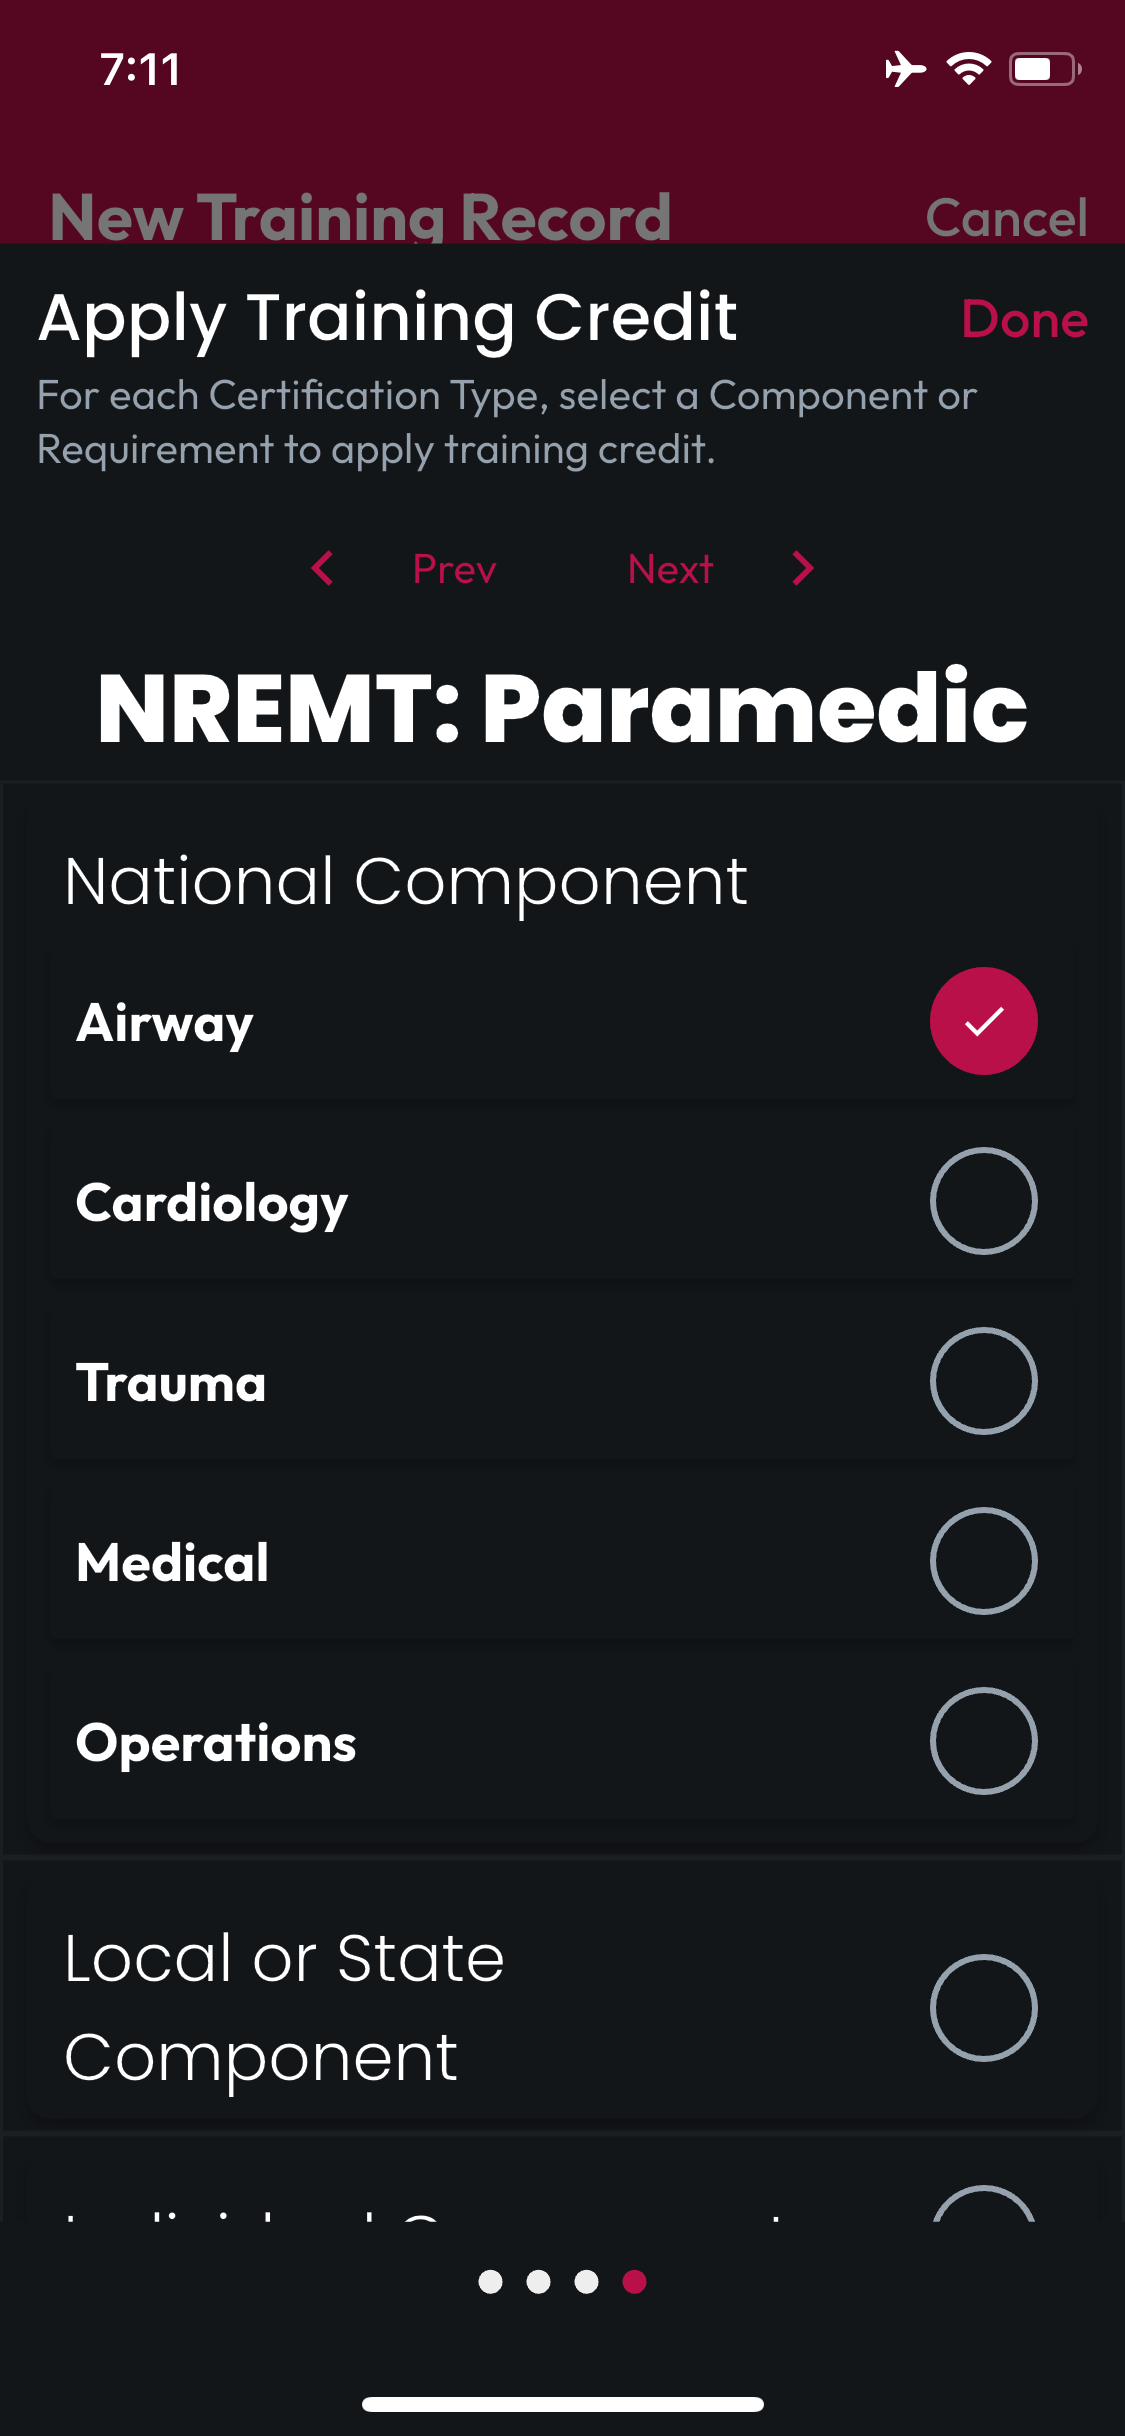 7:11
New Training Record
Cancel
Apply Training Credit
Done
For each Certification Type, select a Component or
Requirement to apply training credit.
Prev
Next
NREMT: Paramedic
National Component
Airway
Cardiology
Trauma
Medical
Operations
Local or State
Component